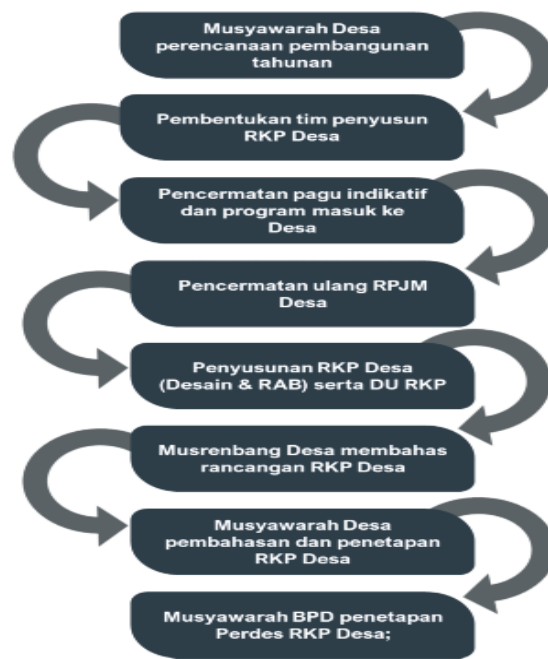 Musyawarah Desa
perencanaan pembangunan
tahunan
Pembentukan tim penyusun
RKP Desa
Pencermatan pagu indikatif
dan program masuk ke
Desa
Pencermatan ulang RPJM
Desa
Penyusunan RKP Desa
(Desain & RAB) serta DU RKP
Musrenbang Desa membahas
rancangan RKP Desa
Musyawarah Desa
pembahasan dan penetapan
RKP Desa
Musyawarah BPD penetapan
Perdes RKP Desa;